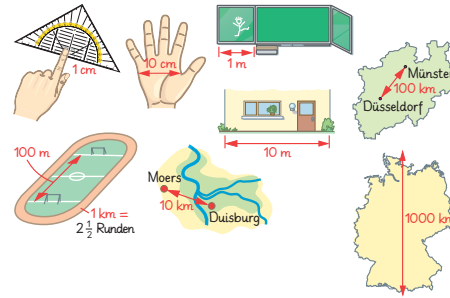 1 cm
10 cm
1 m
10 m
Münster
100 km
Düsseldorf
100 m
1 km =
2 1/2 Runden
Moers
10 km
Duisburg
1000 km